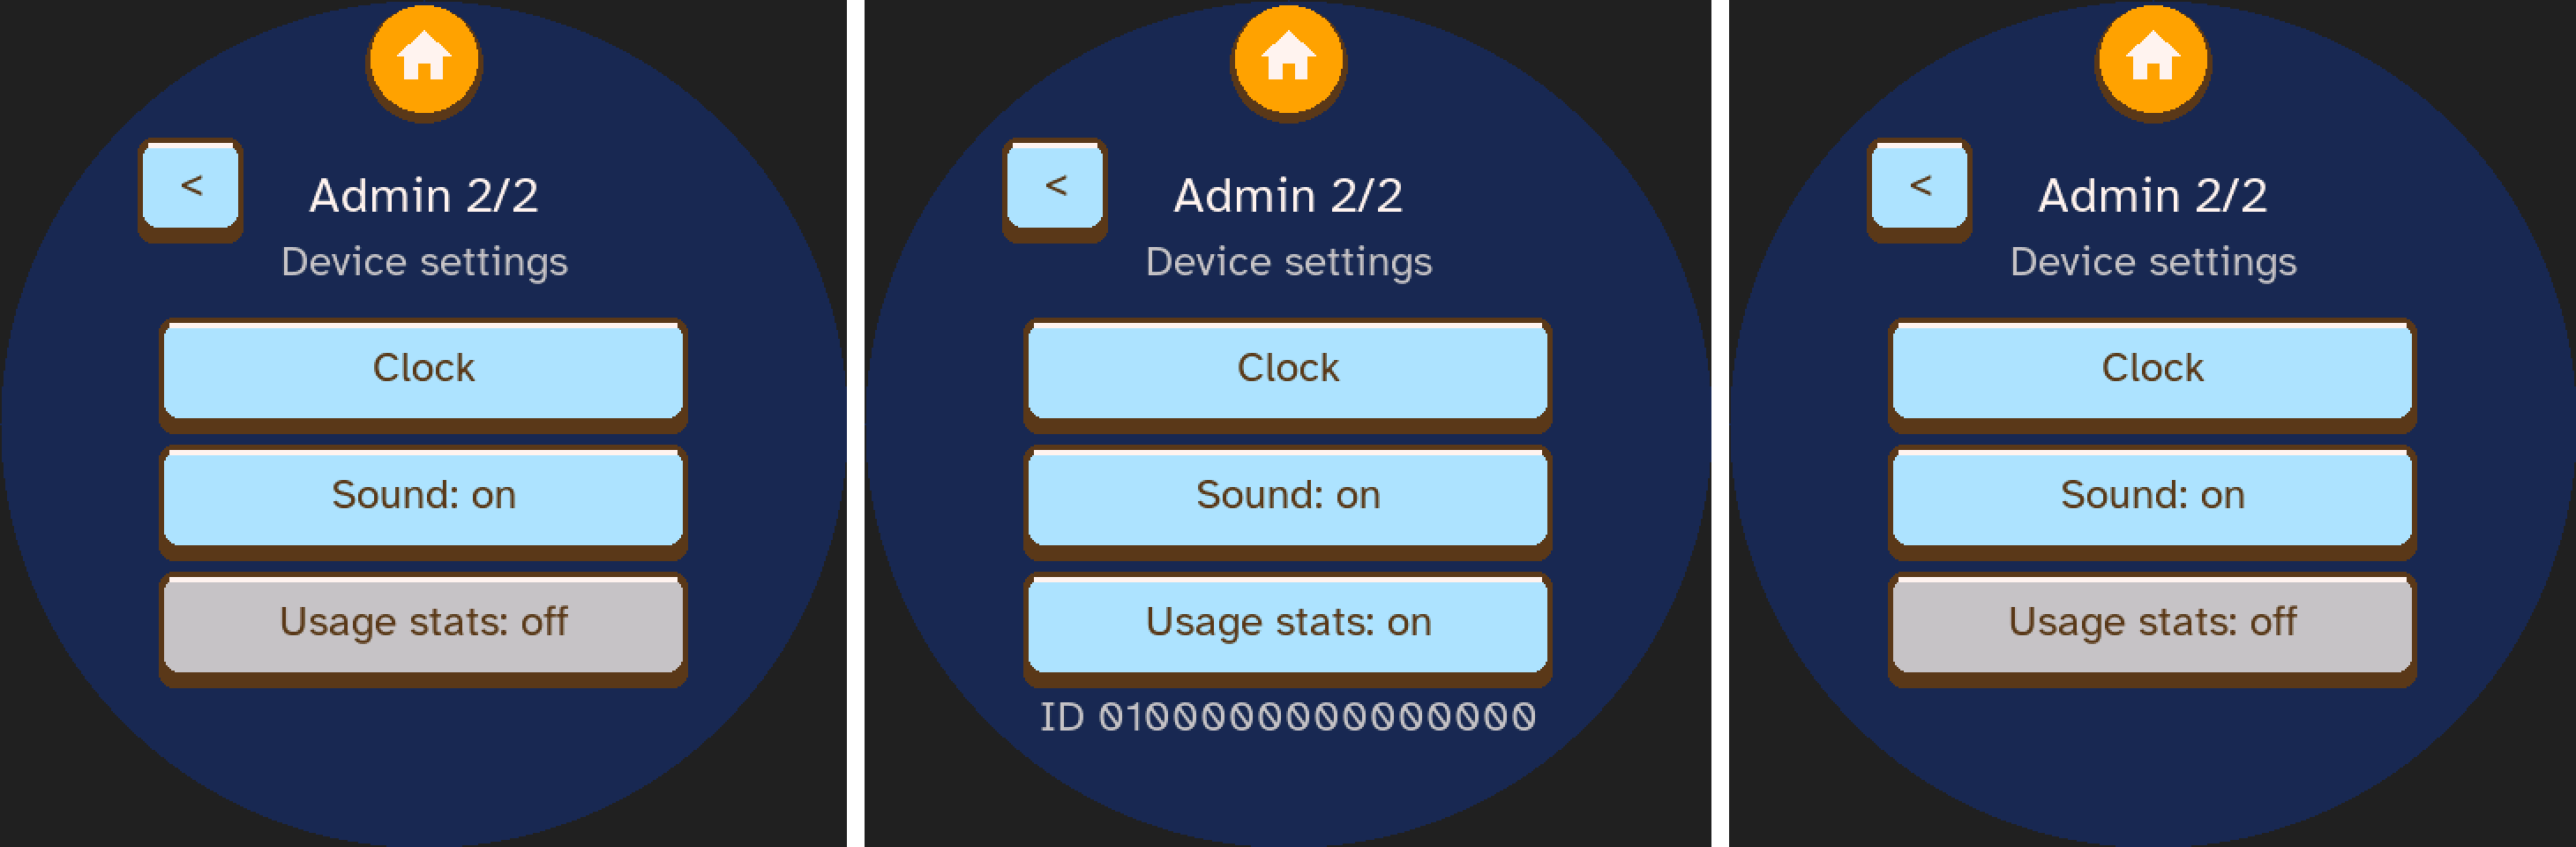 <
Admin 2/2
Device settings
Clock
Sound: on
Usage stats: off
<
Admin 2/2
Device settings
Clock
Sound: on
Usage stats: on
ID 0100000000000000
<
Admin 2/2
Device settings
Clock
Sound: on
Usage stats: off